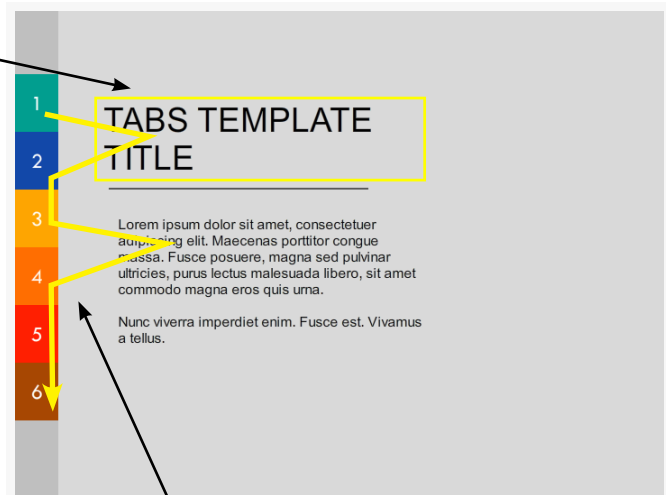 1
TABS TEMPLATE
TITLE
2
3
Lorem ipsum dolor sit amet, consectetuer
adipiscing elit. Maecenas porttitor congue
massa. Fusce posuere, magna sed pulvinar
ultricies, purus lectus malesuada libero, sit amet
commodo magna eros quis urna.
4
Nunc viverra imperdiet enim. Fusce est. Vivamus
a tellus.
5
6